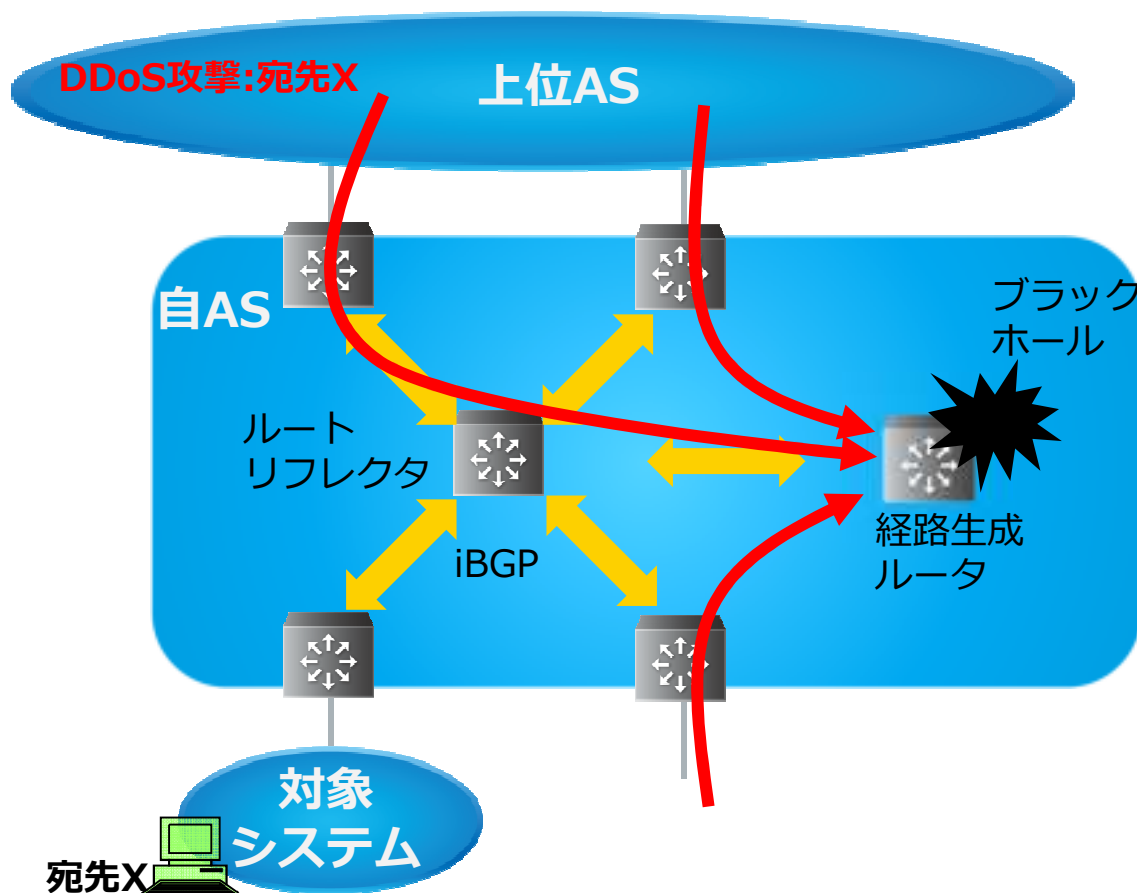 DDoS攻撃:宛先X
上位AS
自AS
ブラック
ホール
ルート
リフレクタ
iBGP
経路生成
ルータ
対象
システム
宛先X